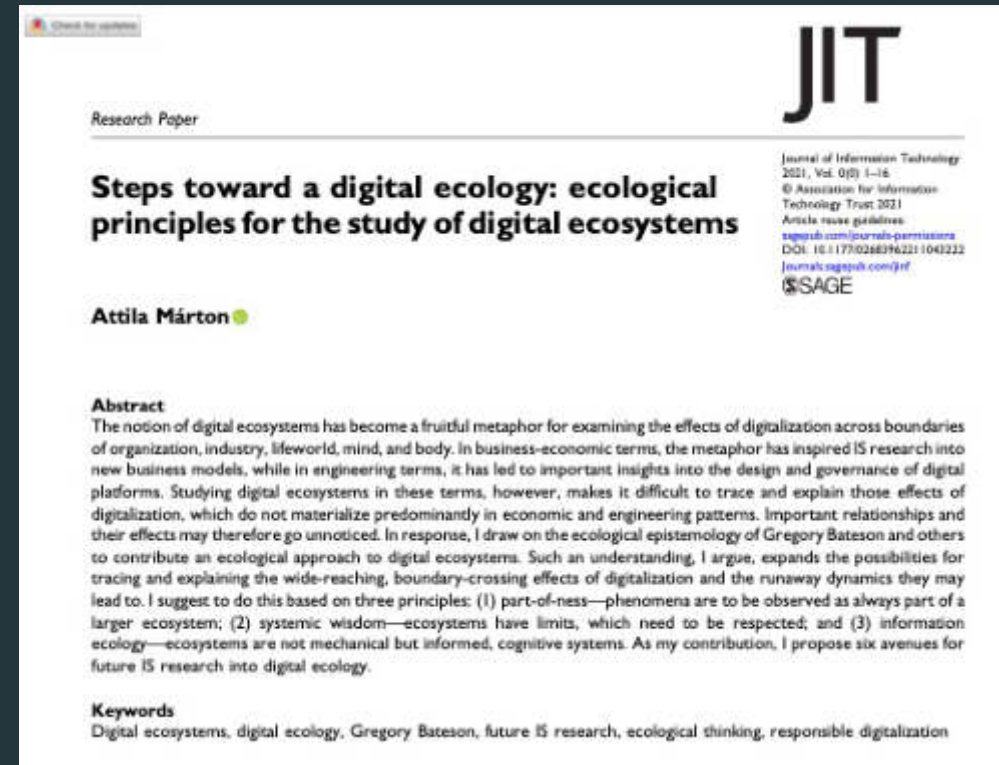 Check for updates
JIT
Research Paper
Journal of Information Technology
2021, Vol. 0(0) 1–16
© Association for Information
Technology Trust 2021
Article reuse guidelines:
sagepub.com/journals-permissions
DOI: 10.1177/02683962211043222
journals.sagepub.com/jinf
SAGE
Steps toward a digital ecology: ecological
principles for the study of digital ecosystems
Attila Márton
Abstract
The notion of digital ecosystems has become a fruitful metaphor for examining the effects of digitalization across boundaries
of organization, industry, lifeworld, mind, and body. In business-economic terms, the metaphor has inspired IS research into
new business models, while in engineering terms, it has led to important insights into the design and governance of digital
platforms. Studying digital ecosystems in these terms, however, makes it difficult to trace and explain those effects of
digitalization, which do not materialize predominantly in economic and engineering patterns. Important relationships and
their effects may therefore go unnoticed. In response, I draw on the ecological epistemology of Gregory Bateson and others
to contribute an ecological approach to digital ecosystems. Such an understanding, I argue, expands the possibilities for
tracing and explaining the wide-reaching, boundary-crossing effects of digitalization and the runaway dynamics they may
lead to. I suggest to do this based on three principles: (1) part-of-ness—phenomena are to be observed as always part of a
larger ecosystem; (2) systemic wisdom—ecosystems have limits, which need to be respected; and (3) information
ecology—ecosystems are not mechanical but informed, cognitive systems. As my contribution, I propose six avenues for
future IS research into digital ecology.
Keywords
Digital ecosystems, digital ecology, Gregory Bateson, future IS research, ecological thinking, responsible digitalization